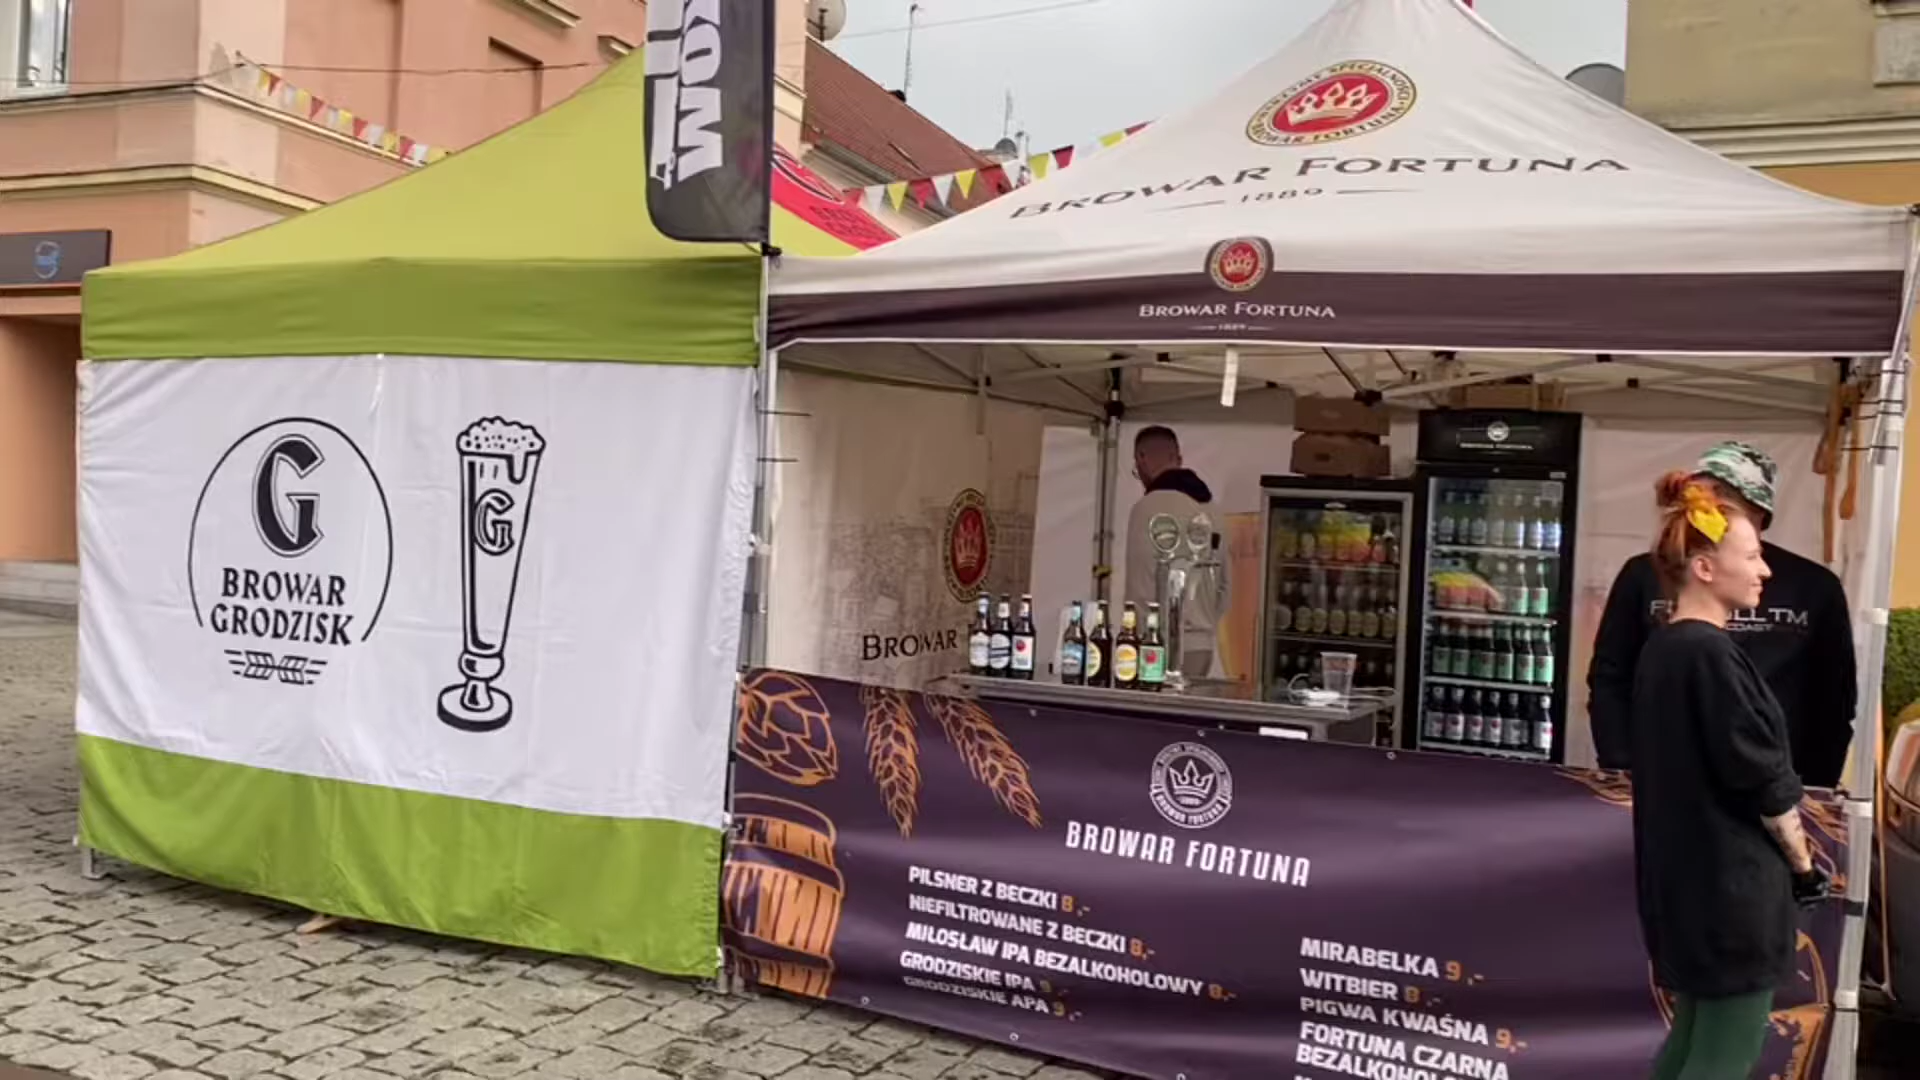 G
BROWAR
GRODZISK
G
BROWAR FORTUNA
1889
BROWAR FORTUNA
1889
BROWAR
BROWAR FORTUNA
PILSNER Z BECZKI 8,-
NIEFILTROWANE Z BECZKI 8,-
MIŁOSŁAW IPA BEZALKOHOLOWY 8,-
GRODZISKIE IPA 9,-
GRODZISKIE APA 9,-
MIRABELKA 9,-
WITBIER 8,-
PIGWA KWAŚNA 9,-
FORTUNA CZARNA